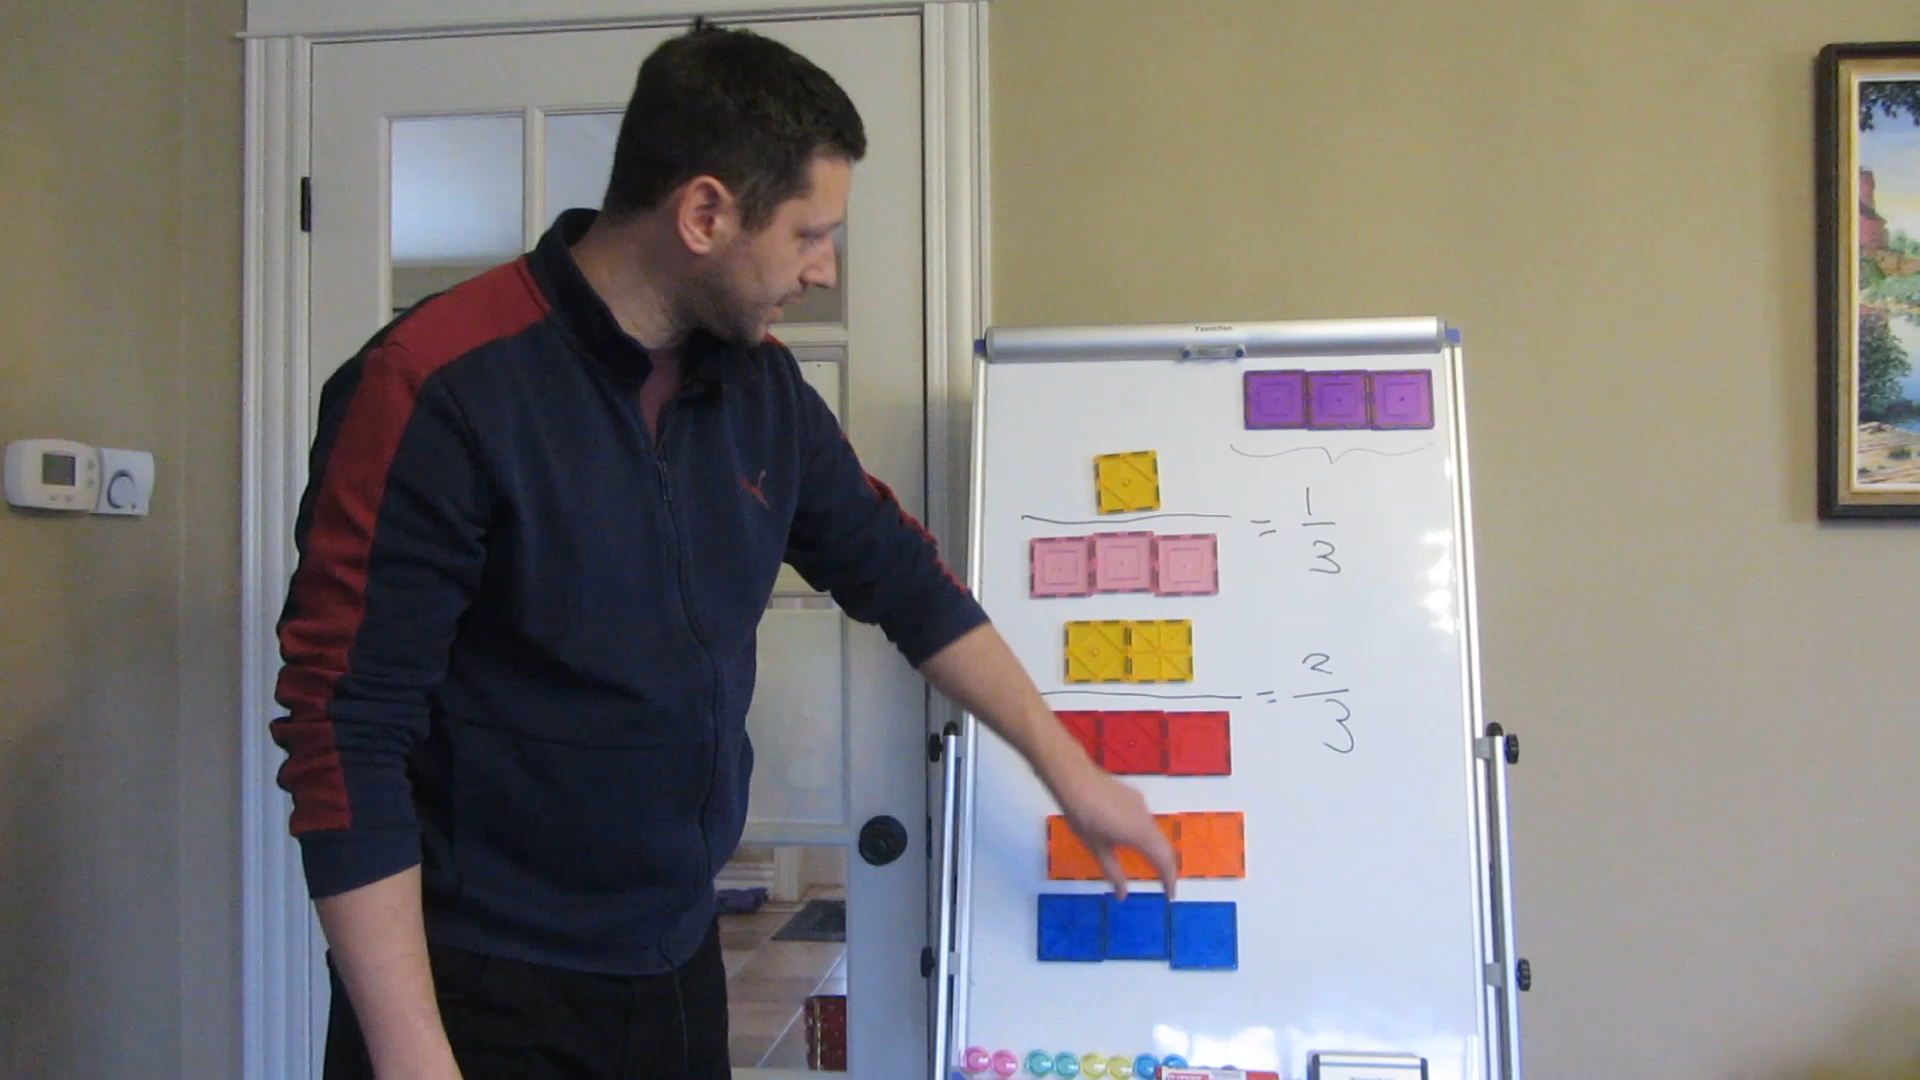 = 1/3
= 2/3